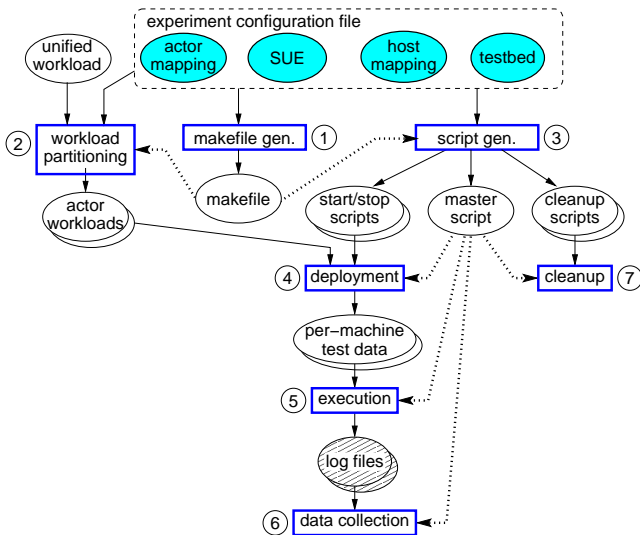 experiment configuration file
unified
workload
actor
mapping
SUE
host
mapping
testbed
2
workload
partitioning
makefile gen.
1
script gen.
3
actor
workloads
makefile
start/stop
scripts
master
script
cleanup
scripts
4
deployment
cleanup
7
per−machine
test data
5
execution
log files
6
data collection